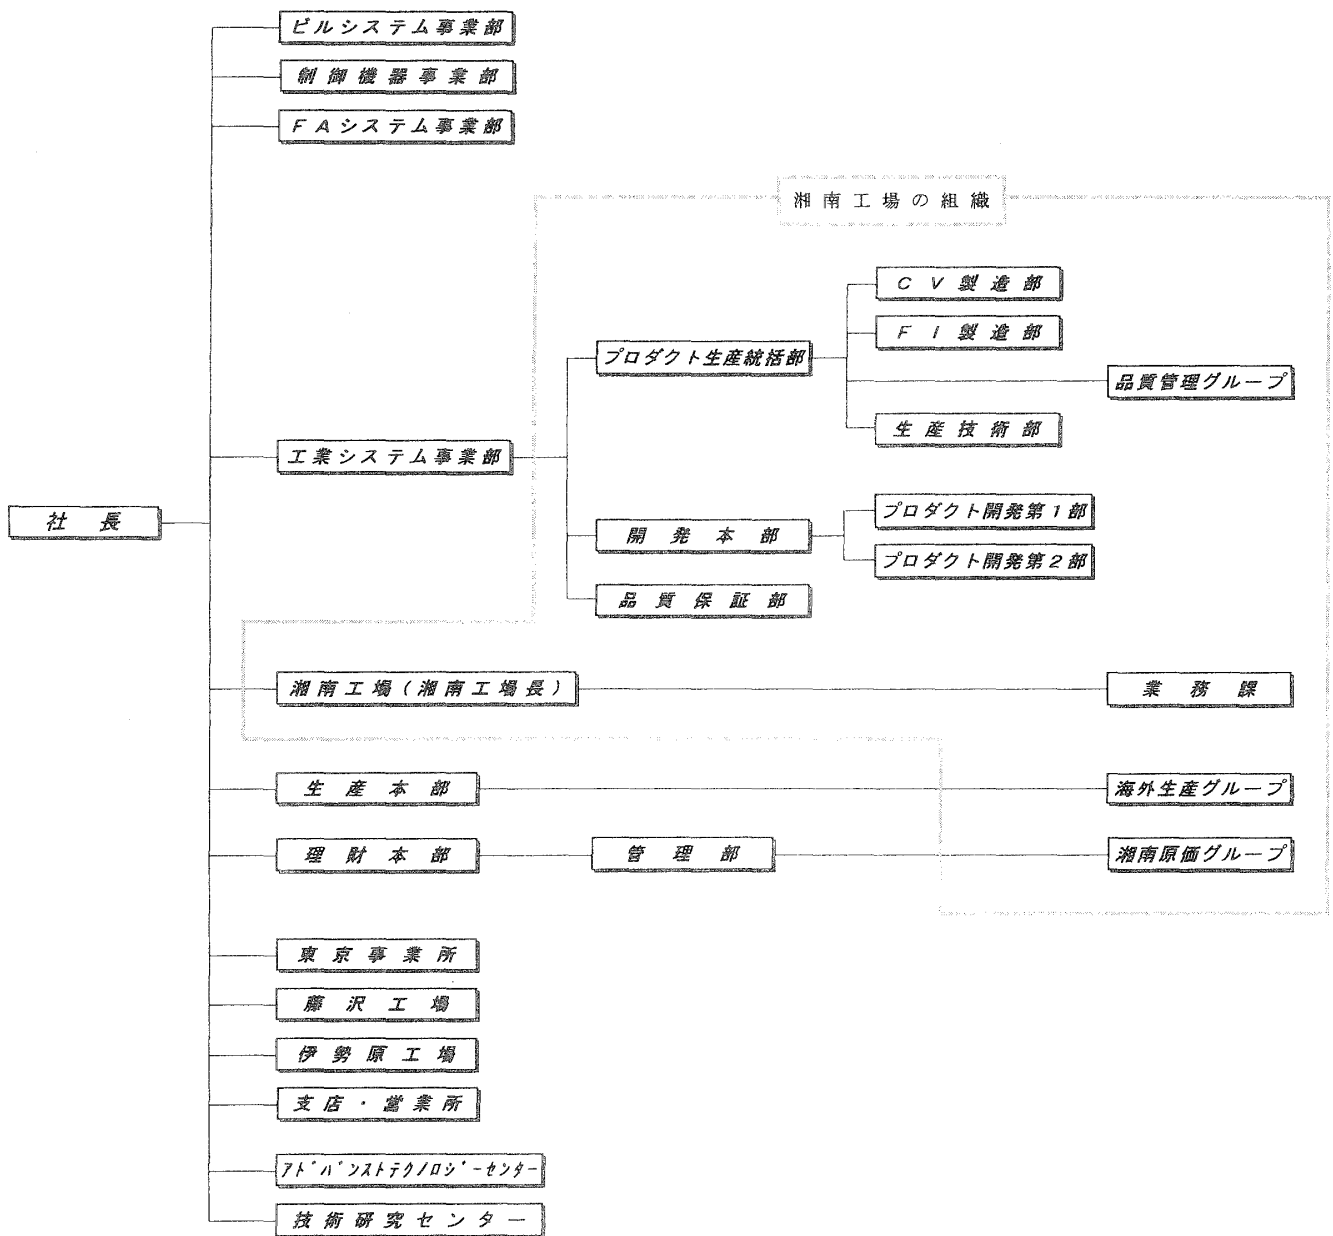 ビルシステム事業部
制御機器事業部
FAシステム事業部
湘南工場の組織
CV製造部
FI製造部
プロダクト生産統括部
品質管理グループ
生産技術部
工業システム事業部
社長
プロダクト開発第1部
開発本部
プロダクト開発第2部
品質保証部
湘南工場(湘南工場長)
業務課
生産本部
海外生産グループ
理財本部
管理部
湘南原価グループ
東京事業所
藤沢工場
伊勢原工場
支店・営業所
アドバンストテクノロジーセンター
技術研究センター